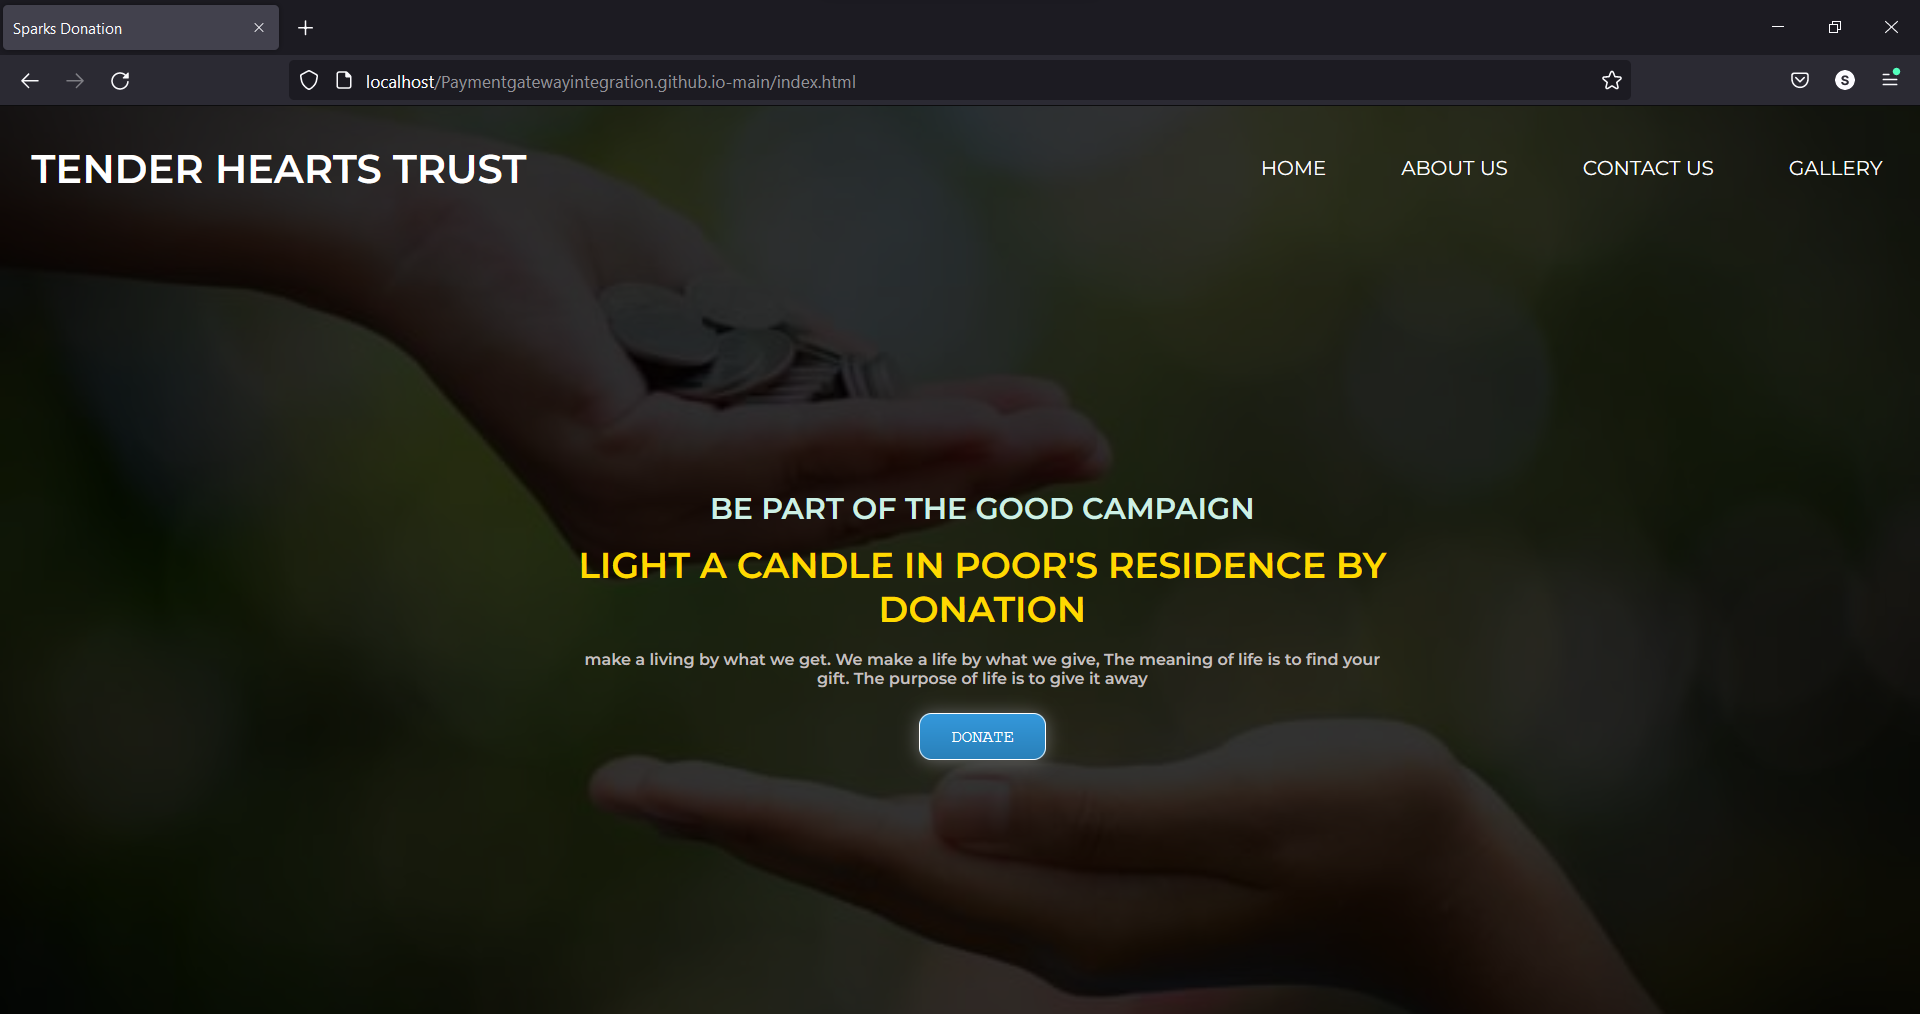 Sparks Donation
localhost/Paymentgatewayintegration.github.io-main/index.html
S
TENDER HEARTS TRUST
HOME ABOUT US CONTACT US GALLERY
BE PART OF THE GOOD CAMPAIGN
LIGHT A CANDLE IN POOR'S RESIDENCE BY
DONATION
make a living by what we get. We make a life by what we give, The meaning of life is to find your
gift. The purpose of life is to give it away
DONATE